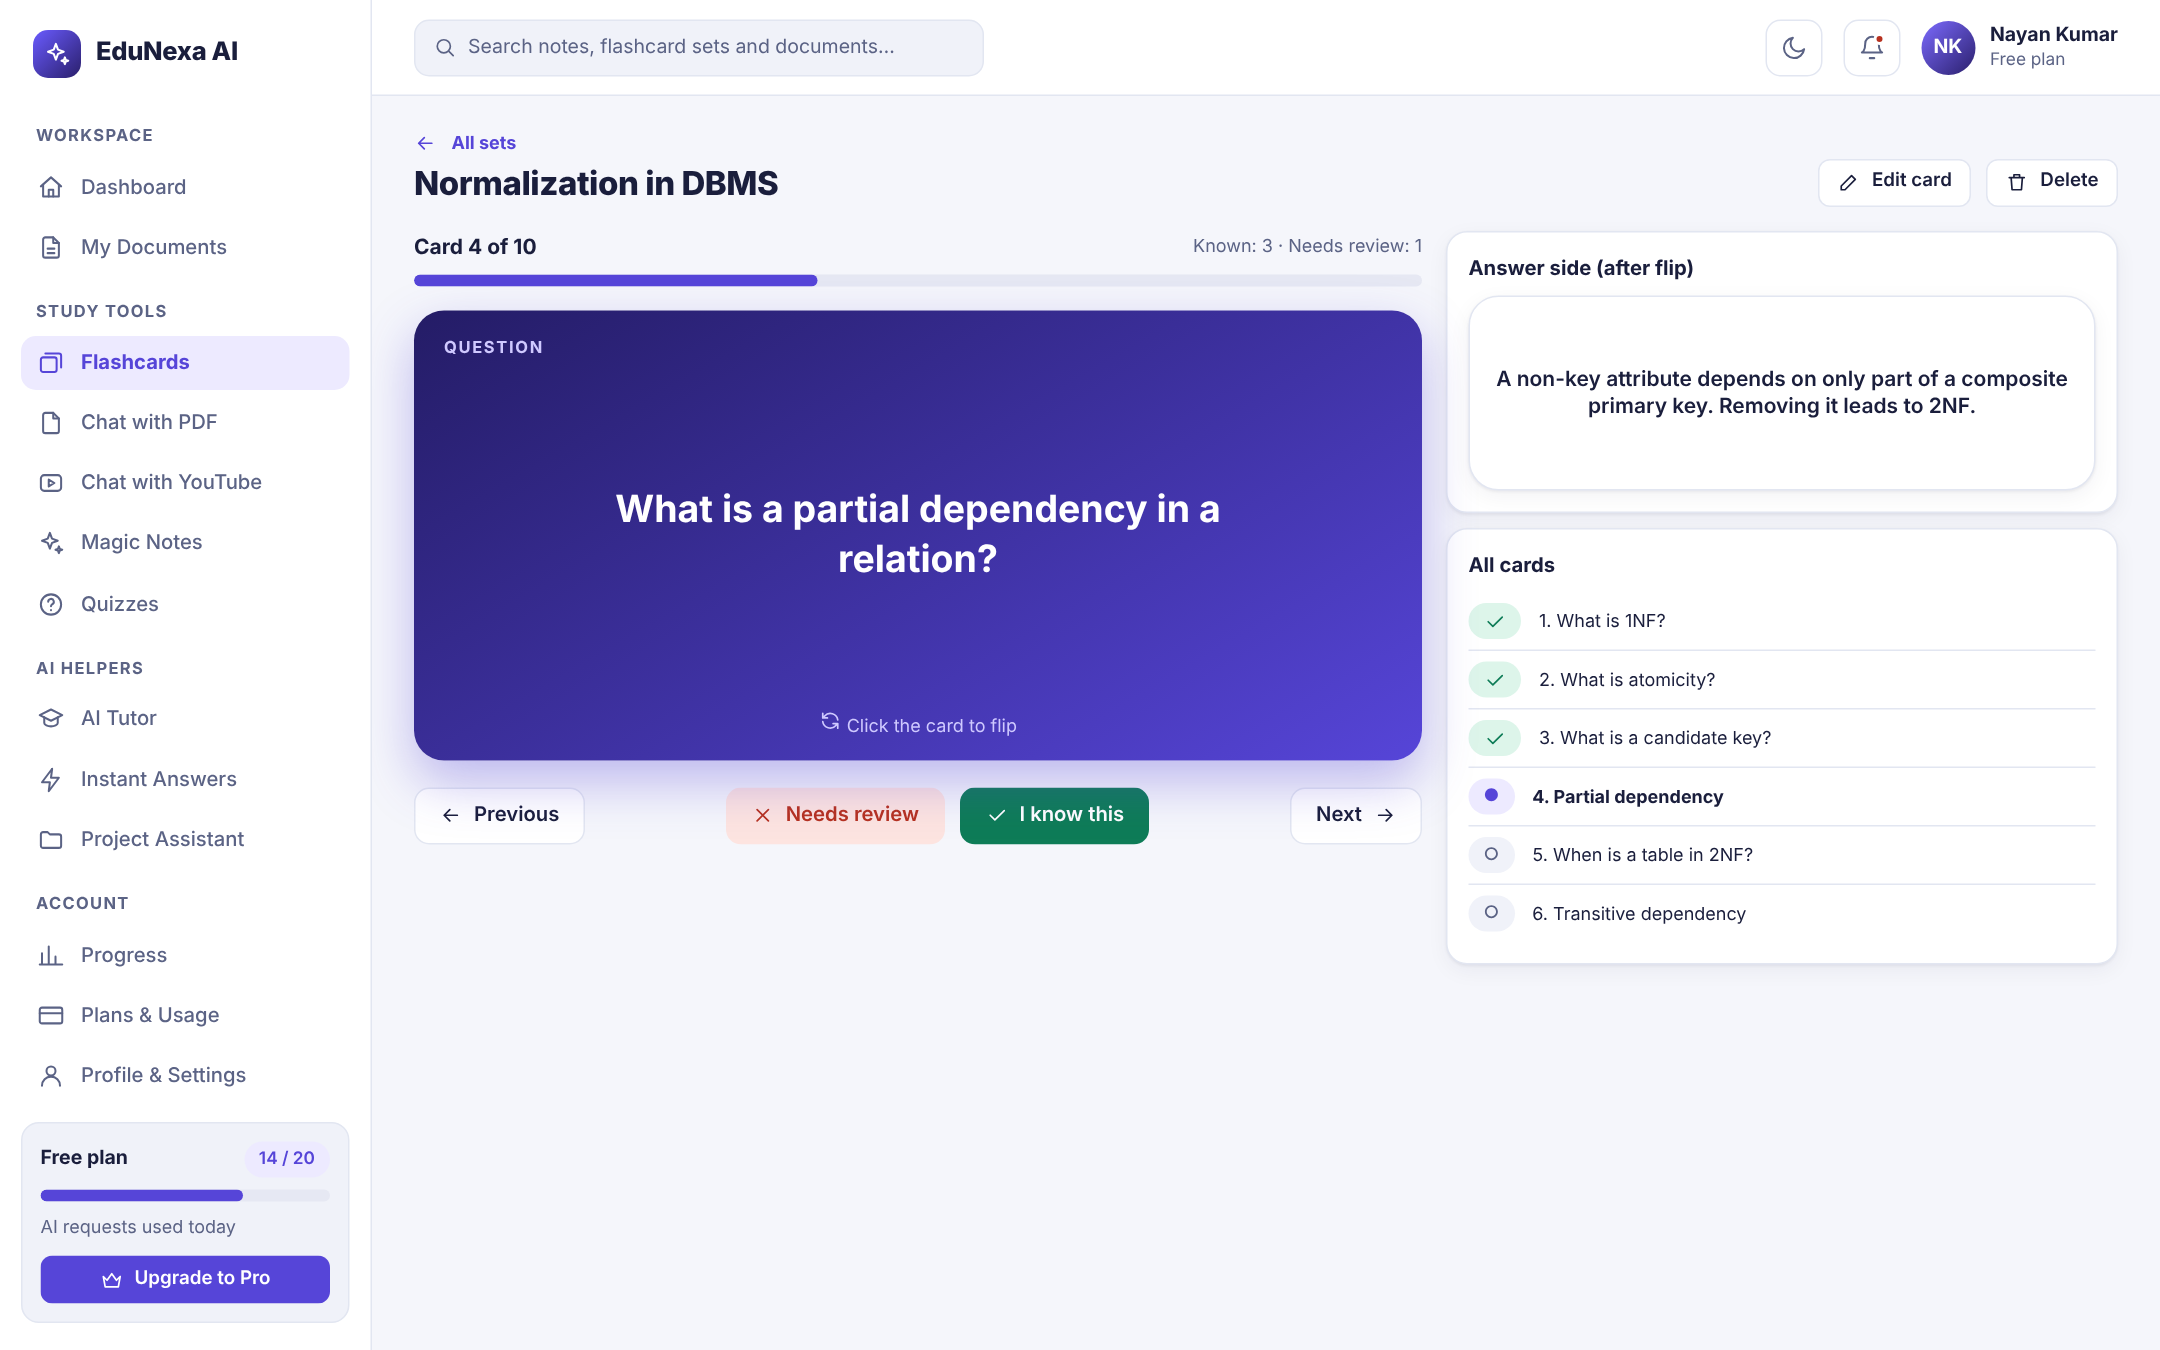 EduNexa AI
WORKSPACE
Dashboard
My Documents
STUDY TOOLS
Flashcards
Chat with PDF
Chat with YouTube
Magic Notes
Quizzes
AI HELPERS
AI Tutor
Instant Answers
Project Assistant
ACCOUNT
Progress
Plans & Usage
Profile & Settings
Free plan
14 / 20
AI requests used today
Upgrade to Pro
Search notes, flashcard sets and documents...
NK
Nayan Kumar
Free plan
All sets
Normalization in DBMS
Edit card
Delete
Card 4 of 10
Known: 3 · Needs review: 1
QUESTION
What is a partial dependency in a
relation?
Click the card to flip
Previous
Needs review
I know this
Next
Answer side (after flip)
A non-key attribute depends on only part of a composite
primary key. Removing it leads to 2NF.
All cards
1. What is 1NF?
2. What is atomicity?
3. What is a candidate key?
4. Partial dependency
5. When is a table in 2NF?
6. Transitive dependency